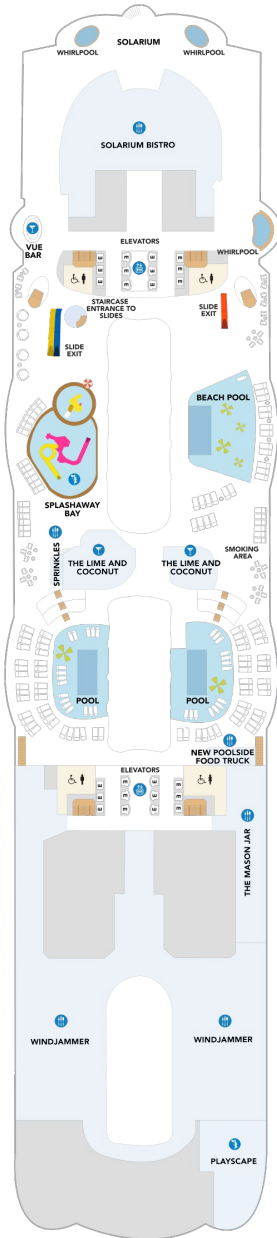 SOLARIUM
WHIRLPOOL
WHIRLPOOL
SOLARIUM BISTRO
VUE
BAR
ELEVATORS
WHIRLPOOL
E E E E E E E E E E E E
STAIRCASE
ENTRANCE TO
SLIDES
SLIDE
EXIT
SLIDE
EXIT
BEACH POOL
SPLASHAWAY
BAY
SPRINKLES
THE LIME AND
COCONUT
THE LIME AND
COCONUT
SMOKING
AREA
POOL
POOL
NEW POOLSIDE
FOOD TRUCK
ELEVATORS
E E E E E E E E E E E E
THE MASON JAR
WINDJAMMER
WINDJAMMER
PLAYSCAPE